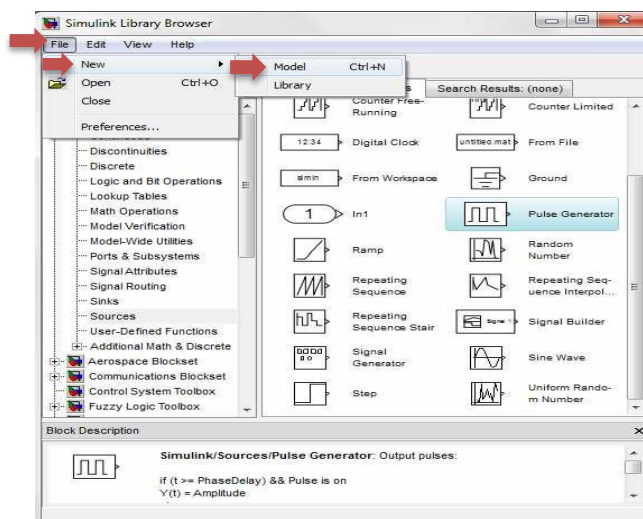 Simulink Library Browser
File Edit View Help
New
Open Ctrl+O
Close
Preferences...
Model Ctrl+N
Library
Search Results: (none)
Discontinuities
Discrete
Logic and Bit Operations
Lookup Tables
Math Operations
Model Verification
Model-Wide Utilities
Ports & Subsystems
Signal Attributes
Signal Routing
Sinks
Sources
User-Defined Functions
Additional Math & Discrete
Aerospace Blockset
Communications Blockset
Control System Toolbox
Fuzzy Logic Toolbox
Counter Free-
Running
Counter Limited
12:34
Digital Clock
untitled.mat
From File
simin
From Workspace
Ground
1
In1
Pulse Generator
Ramp
Random
Number
Repeating
Sequence
Repeating Seq-
uence Interpol...
Repeating
Sequence Stair
Signal 1
Signal Builder
Signal
Generator
Sine Wave
Step
Uniform Rando-
m Number
Block Description
Simulink/Sources/Pulse Generator: Output pulses:
if (t >= PhaseDelay) && Pulse is on
Y(t) = Amplitude